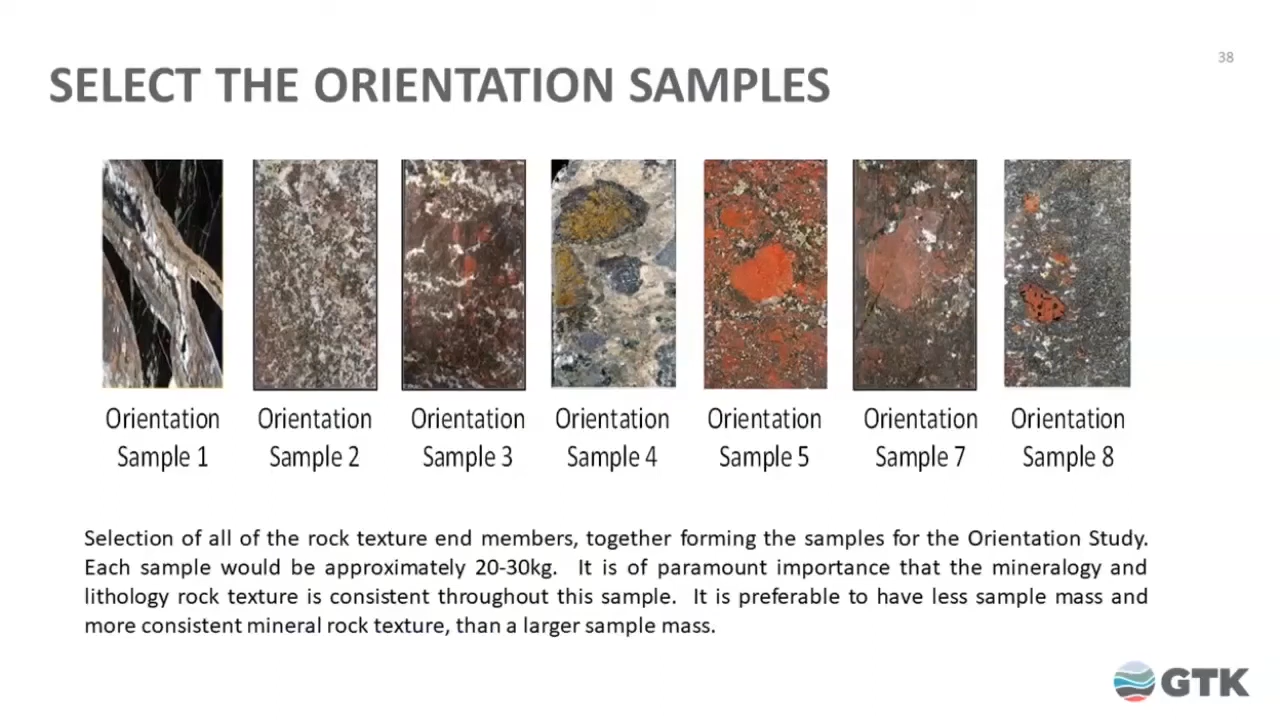 38
SELECT THE ORIENTATION SAMPLES
Orientation Sample 1
Orientation Sample 2
Orientation Sample 3
Orientation Sample 4
Orientation Sample 5
Orientation Sample 7
Orientation Sample 8
Selection of all of the rock texture end members, together forming the samples for the Orientation Study.
Each sample would be approximately 20-30kg. It is of paramount importance that the mineralogy and
lithology rock texture is consistent throughout this sample. It is preferable to have less sample mass and
more consistent mineral rock texture, than a larger sample mass.
GTK